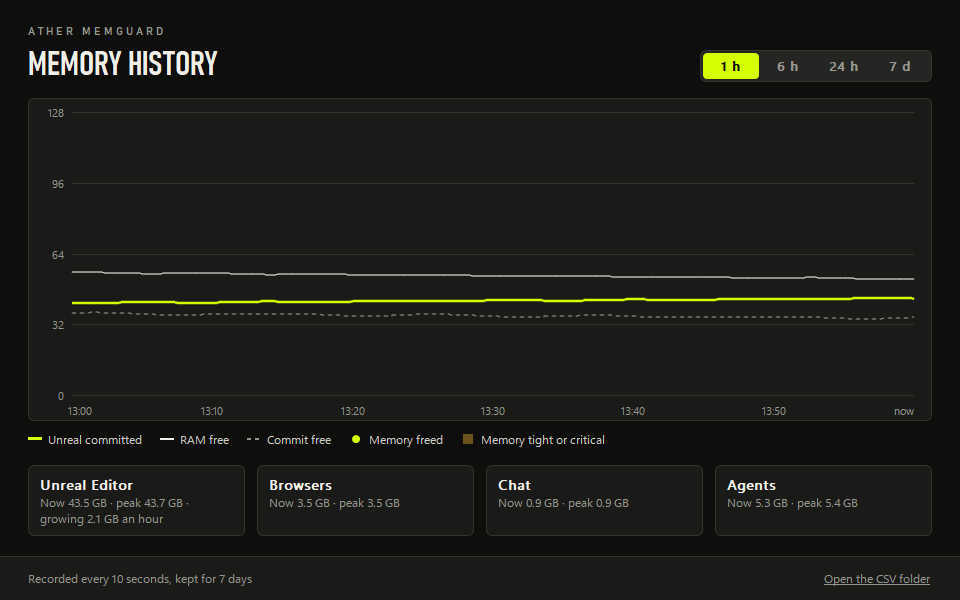 ATHER MEMGUARD
MEMORY HISTORY
1 h 6 h 24 h 7 d
128
96
64
32
0
13:00 13:10 13:20 13:30 13:40 13:50 now
Unreal committed RAM free Commit free Memory freed Memory tight or critical
Unreal Editor
Now 43.5 GB · peak 43.7 GB ·
growing 2.1 GB an hour
Browsers
Now 3.5 GB · peak 3.5 GB
Chat
Now 0.9 GB · peak 0.9 GB
Agents
Now 5.3 GB · peak 5.4 GB
Recorded every 10 seconds, kept for 7 days
Open the CSV folder